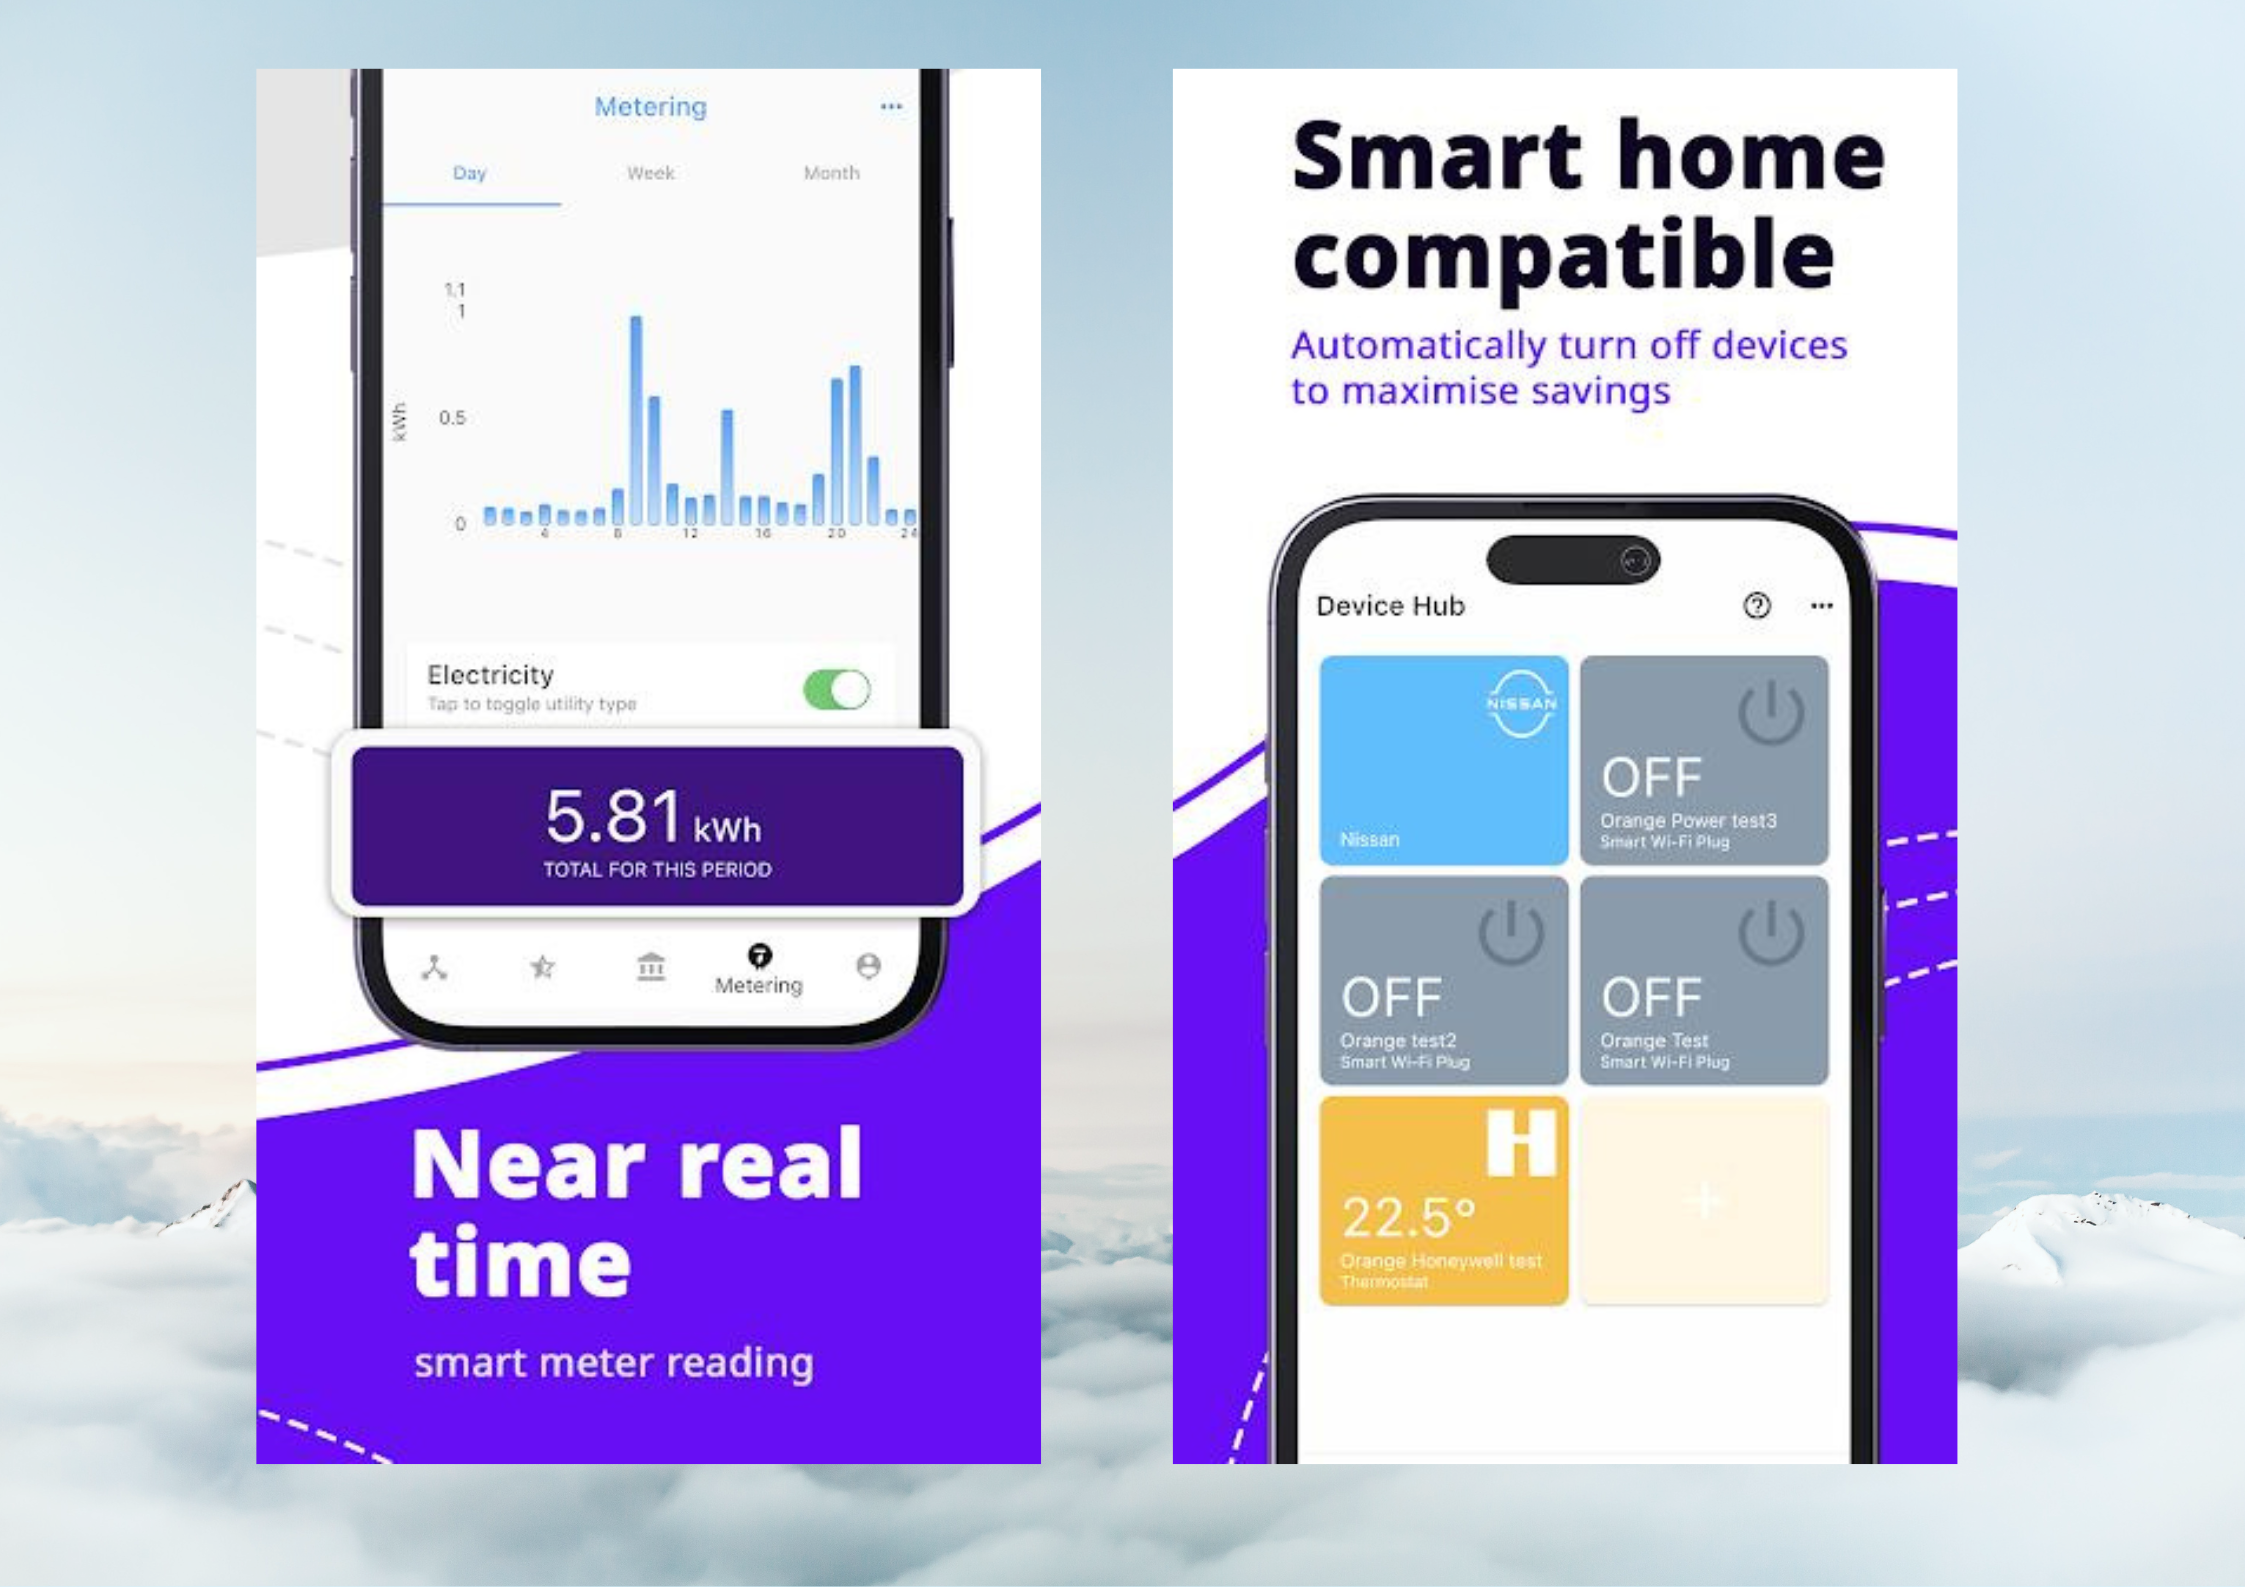 Metering
Day Week Month
1.1
1
kWh
0.5
0
4 8 12 16 20 24
Electricity
Tap to toggle utility type
5.81 kWh
TOTAL FOR THIS PERIOD
Metering
Near real
time
smart meter reading
Smart home
compatible
Automatically turn off devices
to maximise savings
Device Hub
NISSAN
Nissan
OFF
Orange Power test3
Smart Wi-Fi Plug
OFF
Orange test2
Smart Wi-Fi Plug
OFF
Orange Test
Smart Wi-Fi Plug
H
22.5°
Orange Honeywell test
Thermostat
+